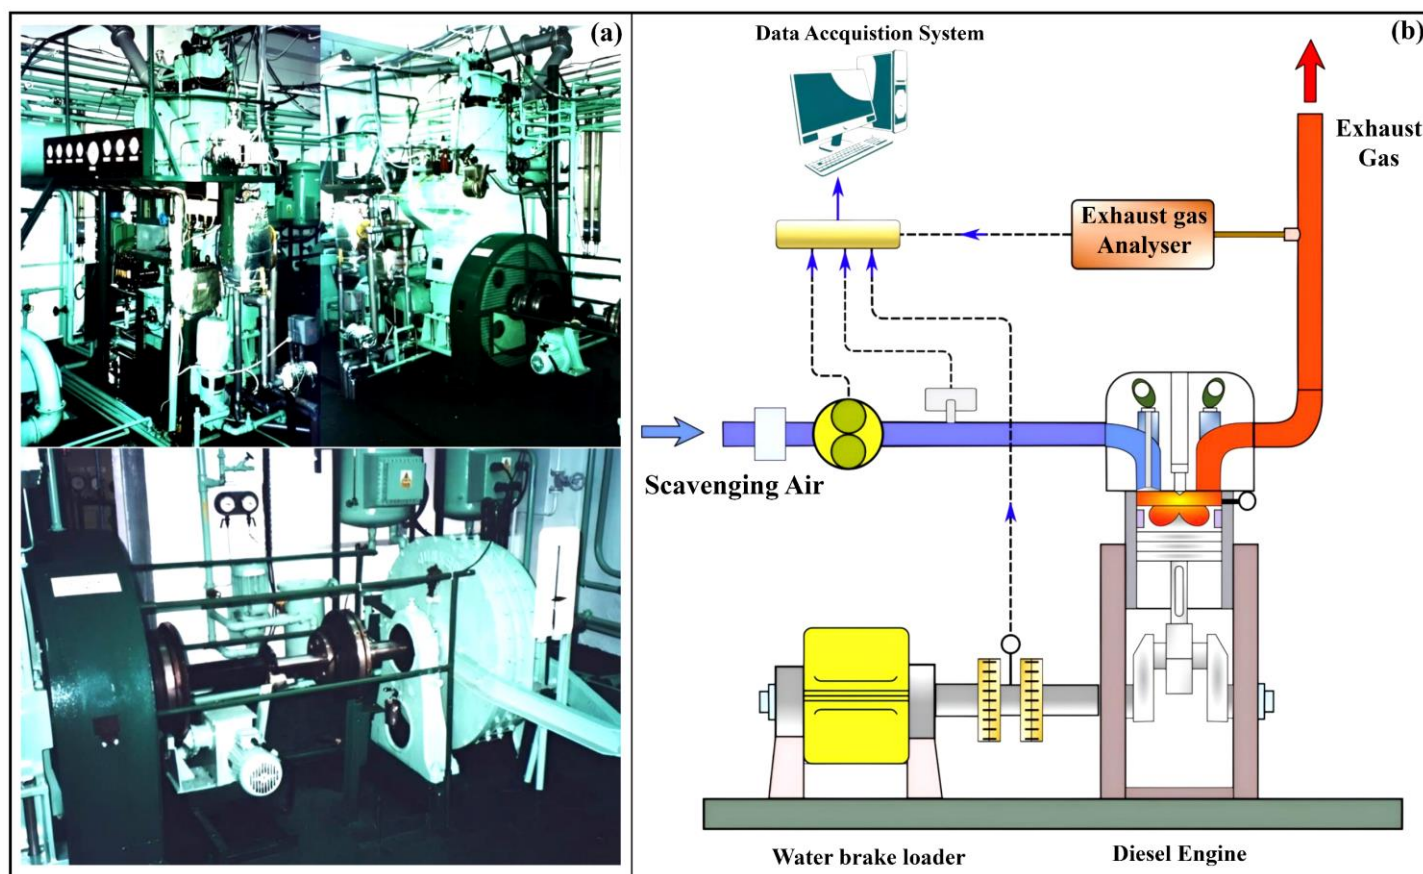 (a)
(b)
Data Accquistion System
Exhaust
Gas
Exhaust gas
Analyser
Scavenging Air
Water brake loader
Diesel Engine